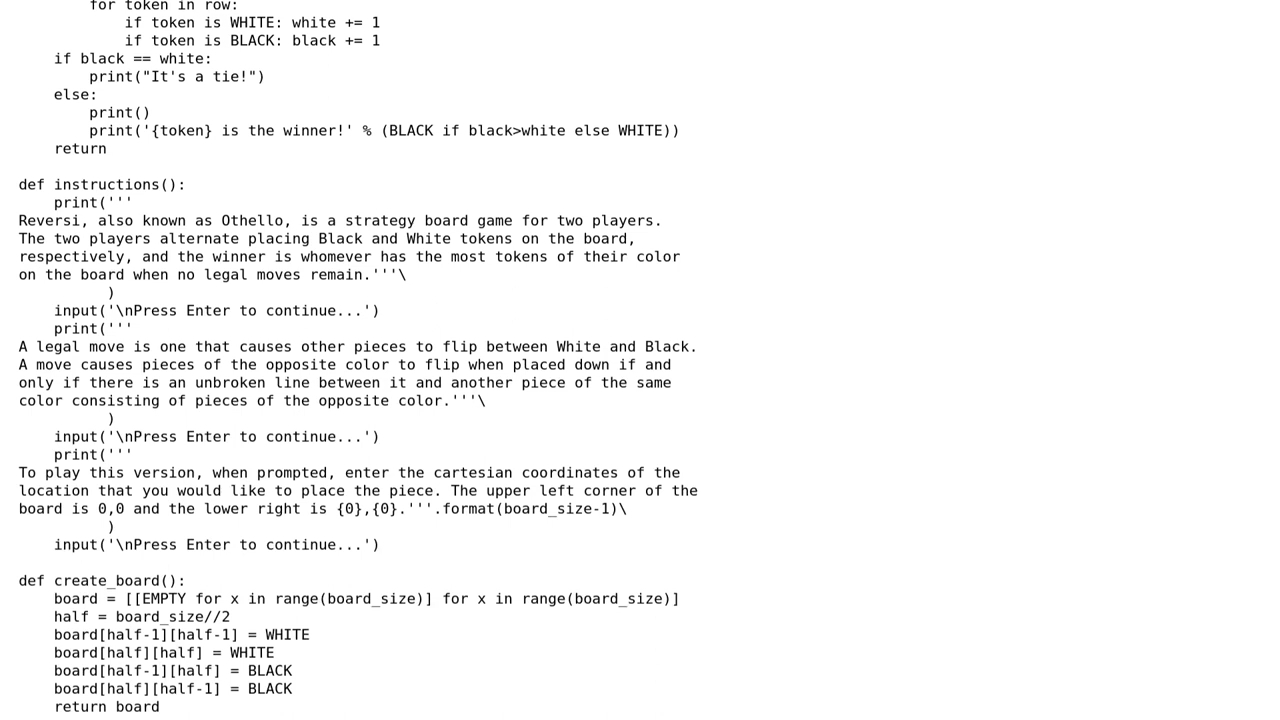 for token in row:
            if token is WHITE: white += 1
            if token is BLACK: black += 1
    if black == white:
        print("It's a tie!")
    else:
        print()
        print('{token} is the winner!' % (BLACK if black>white else WHITE))
    return

def instructions():
    print('''
Reversi, also known as Othello, is a strategy board game for two players.
The two players alternate placing Black and White tokens on the board,
respectively, and the winner is whomever has the most tokens of their color
on the board when no legal moves remain.'''\
          )
    input('\nPress Enter to continue...')
    print('''
A legal move is one that causes other pieces to flip between White and Black.
A move causes pieces of the opposite color to flip when placed down if and
only if there is an unbroken line between it and another piece of the same
color consisting of pieces of the opposite color.'''\
          )
    input('\nPress Enter to continue...')
    print('''
To play this version, when prompted, enter the cartesian coordinates of the
location that you would like to place the piece. The upper left corner of the
board is 0,0 and the lower right is {0},{0}.'''.format(board_size-1)\
          )
    input('\nPress Enter to continue...')

def create_board():
    board = [[EMPTY for x in range(board_size)] for x in range(board_size)]
    half = board_size//2
    board[half-1][half-1] = WHITE
    board[half][half] = WHITE
    board[half-1][half] = BLACK
    board[half][half-1] = BLACK
    return board